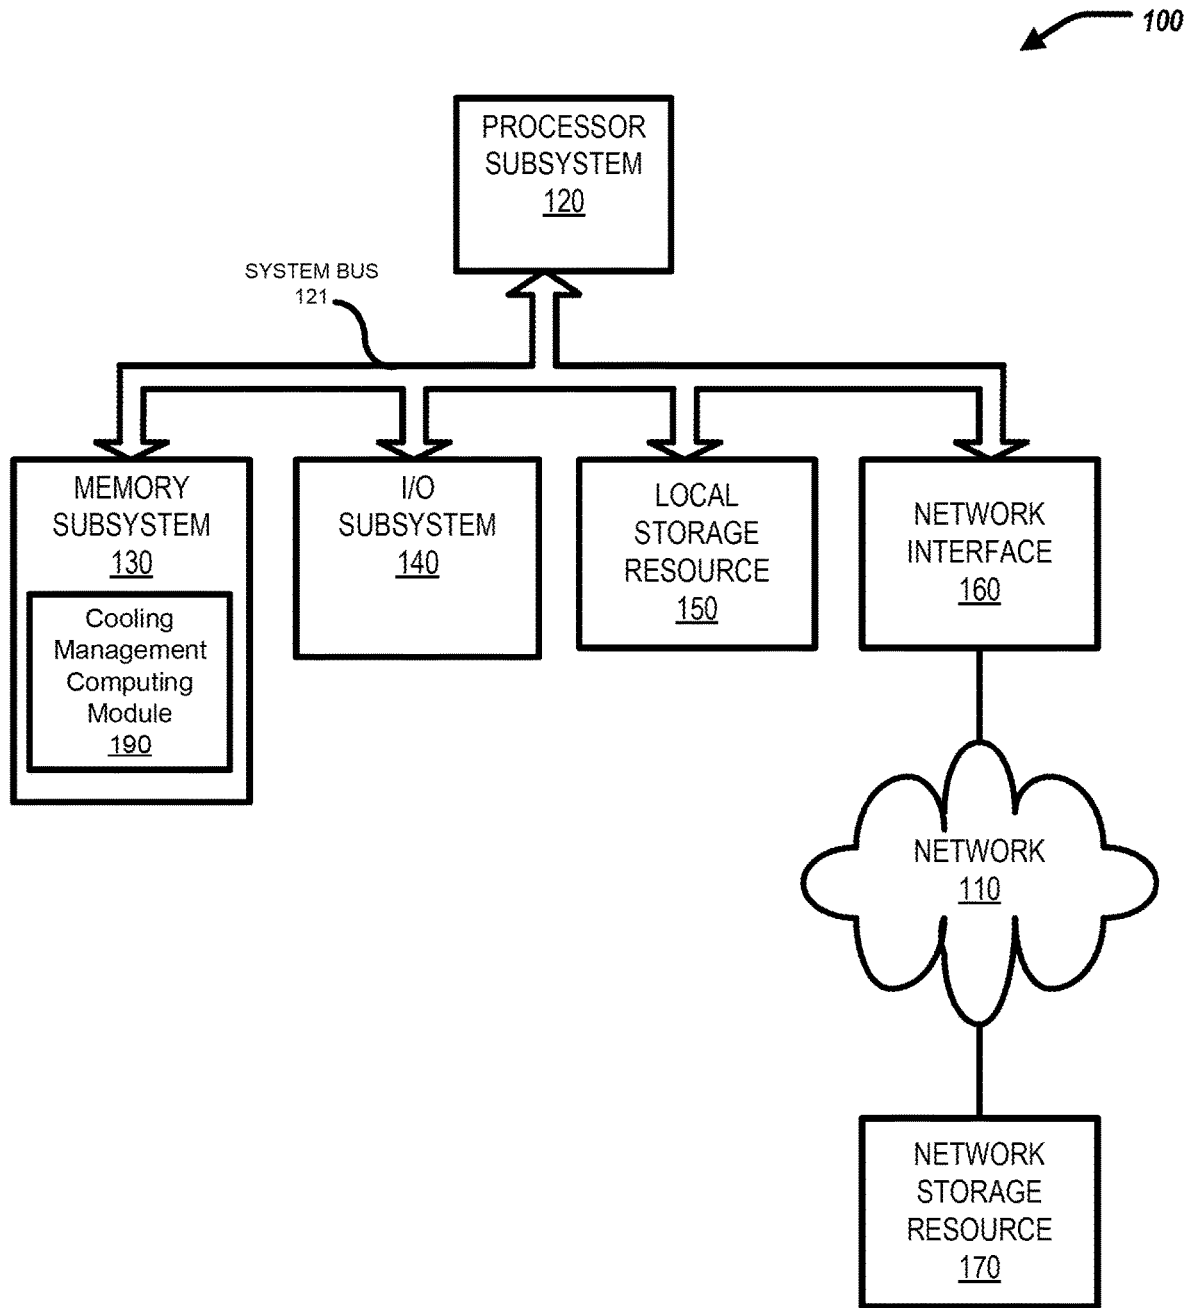 100
PROCESSOR
SUBSYSTEM
120
SYSTEM BUS
121
MEMORY
SUBSYSTEM
130
Cooling
Management
Computing
Module
190
I/O
SUBSYSTEM
140
LOCAL
STORAGE
RESOURCE
150
NETWORK
INTERFACE
160
NETWORK
110
NETWORK
STORAGE
RESOURCE
170